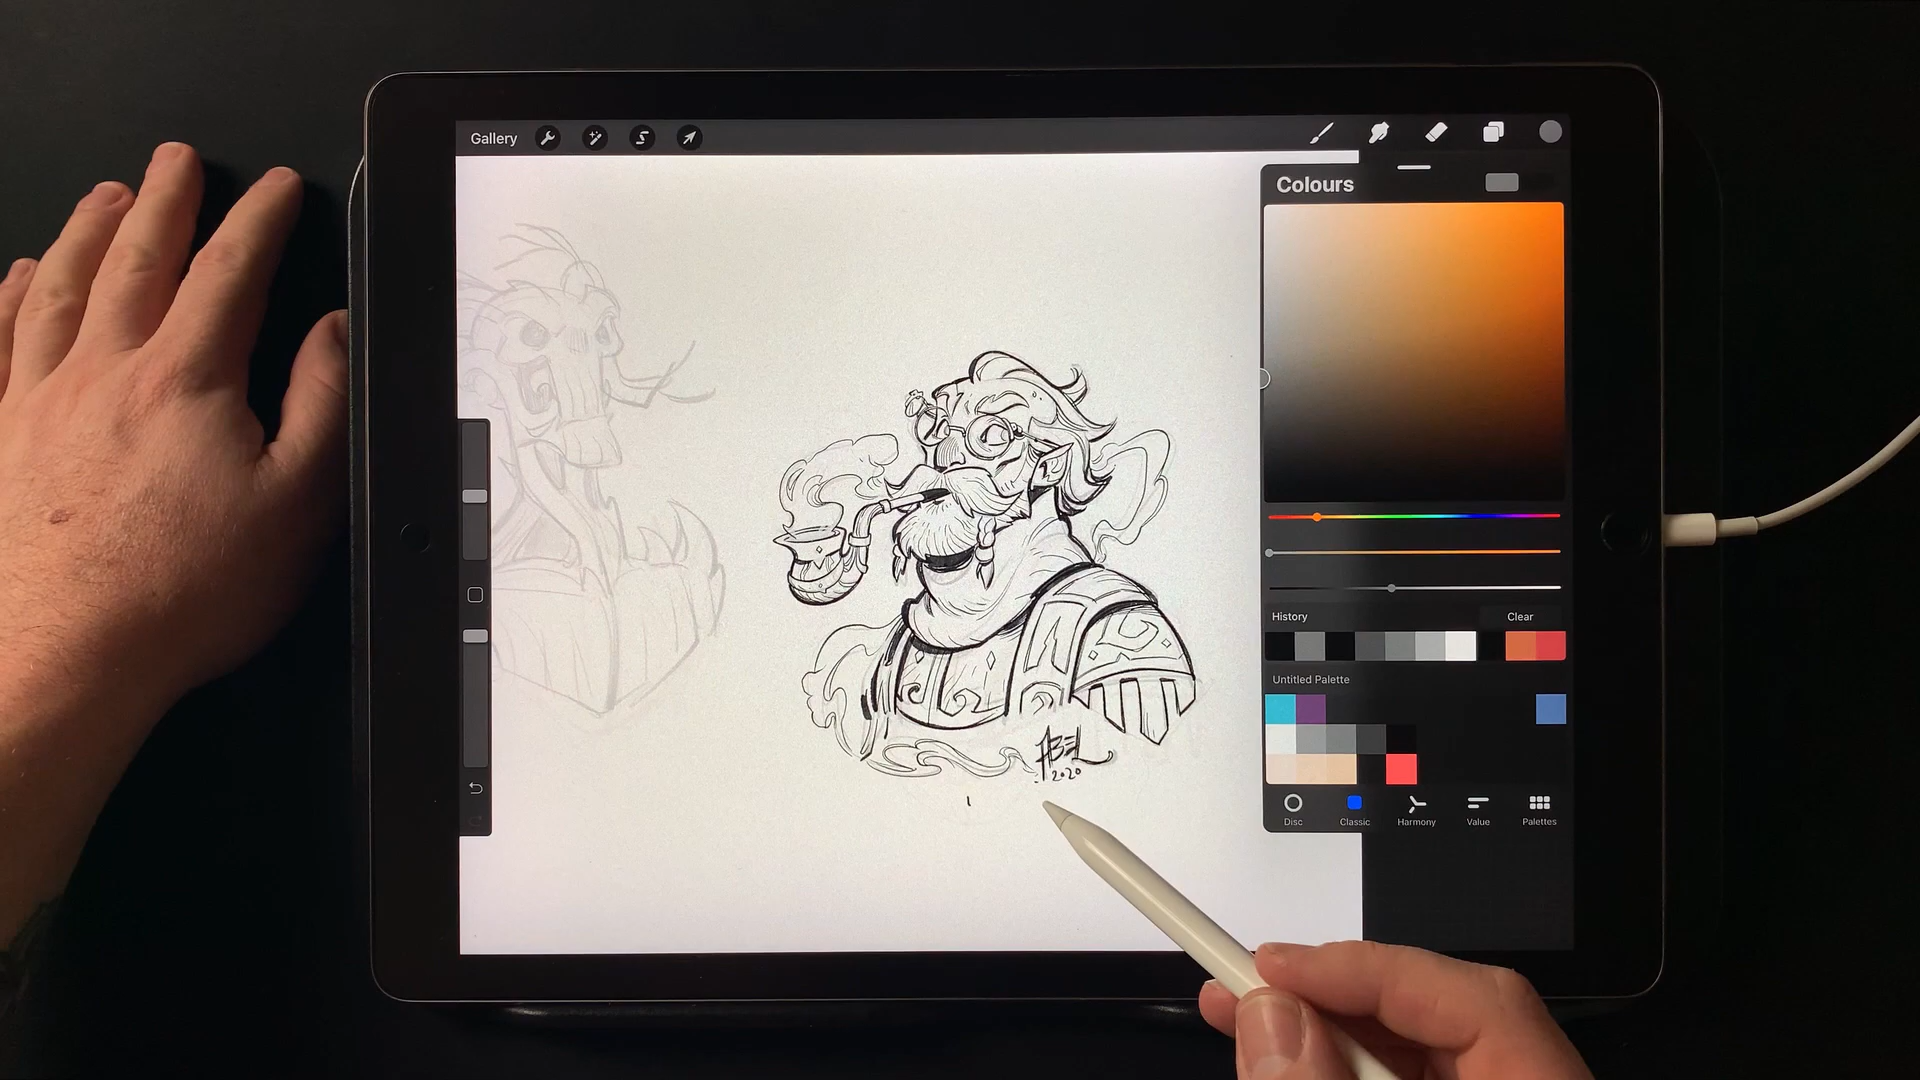 Gallery
Colours
History Clear
Untitled Palette
ABEL
2020
Disc Classic Harmony Value Palettes